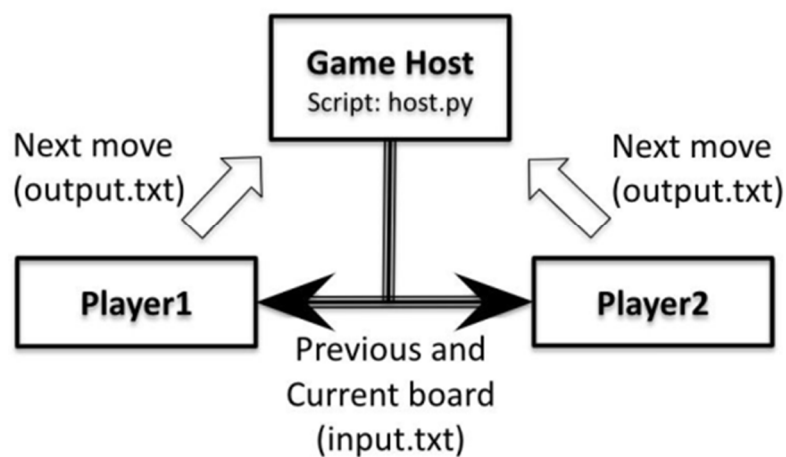 Game Host
Script: host.py
Next move
(output.txt)
Next move
(output.txt)
Player1
Player2
Previous and
Current board
(input.txt)